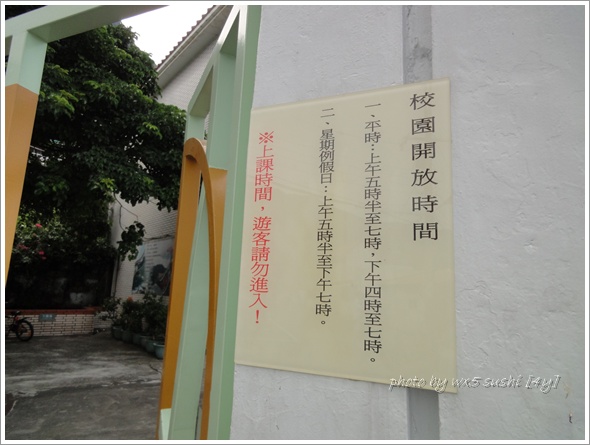 校園開放時間
一、平時：上午五時半至七時，下午四時至七時。
二、星期例假日：上午五時半至下午七時。
※上課時間，遊客請勿進入！
photo by wx5 sushi [4y]